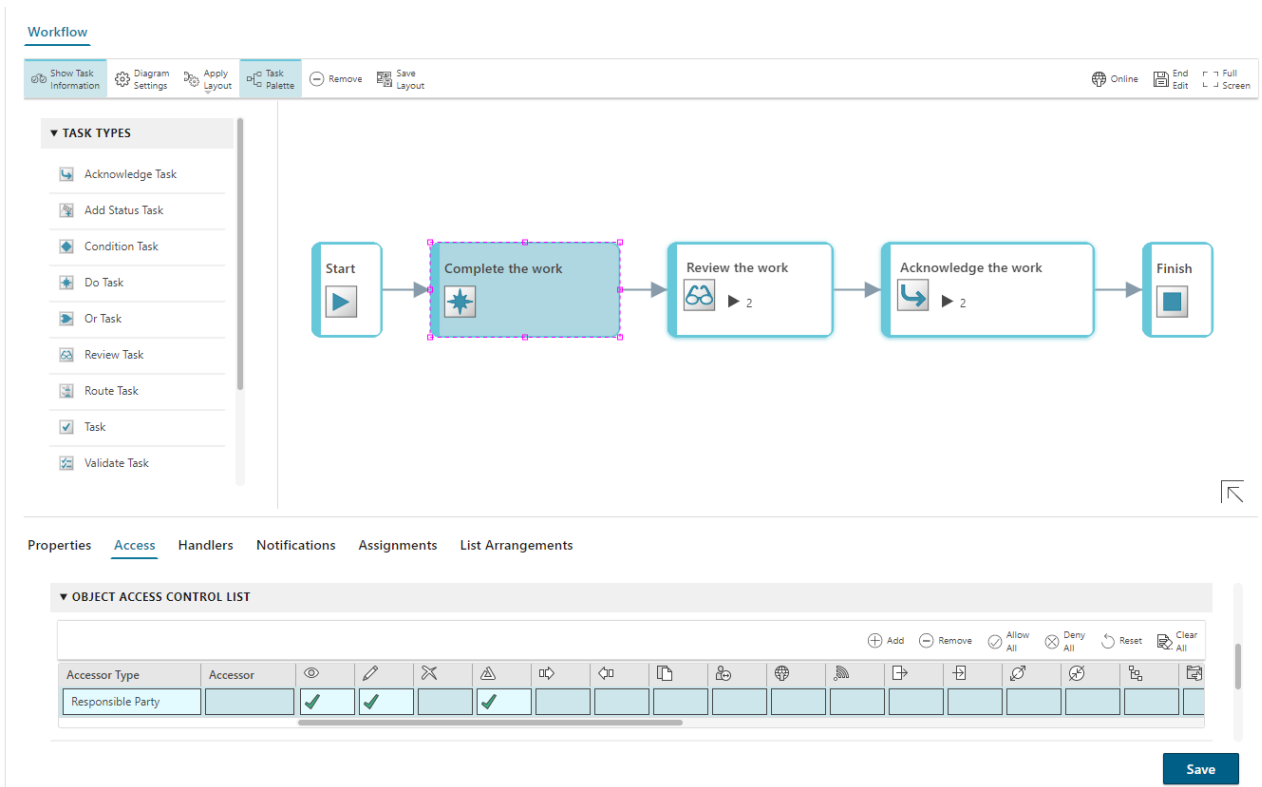 Workflow
Show Task Information
Diagram Settings
Apply Layout
Task Palette
Remove
Save Layout
Online
End Edit
Full Screen
TASK TYPES
Acknowledge Task
Add Status Task
Condition Task
Do Task
Or Task
Review Task
Route Task
Task
Validate Task
Start
Complete the work
Review the work
2
Acknowledge the work
2
Finish
Properties Access Handlers Notifications Assignments List Arrangements
OBJECT ACCESS CONTROL LIST
Add Remove Allow All Deny All Reset Clear All
Accessor Type Accessor
Responsible Party
Save